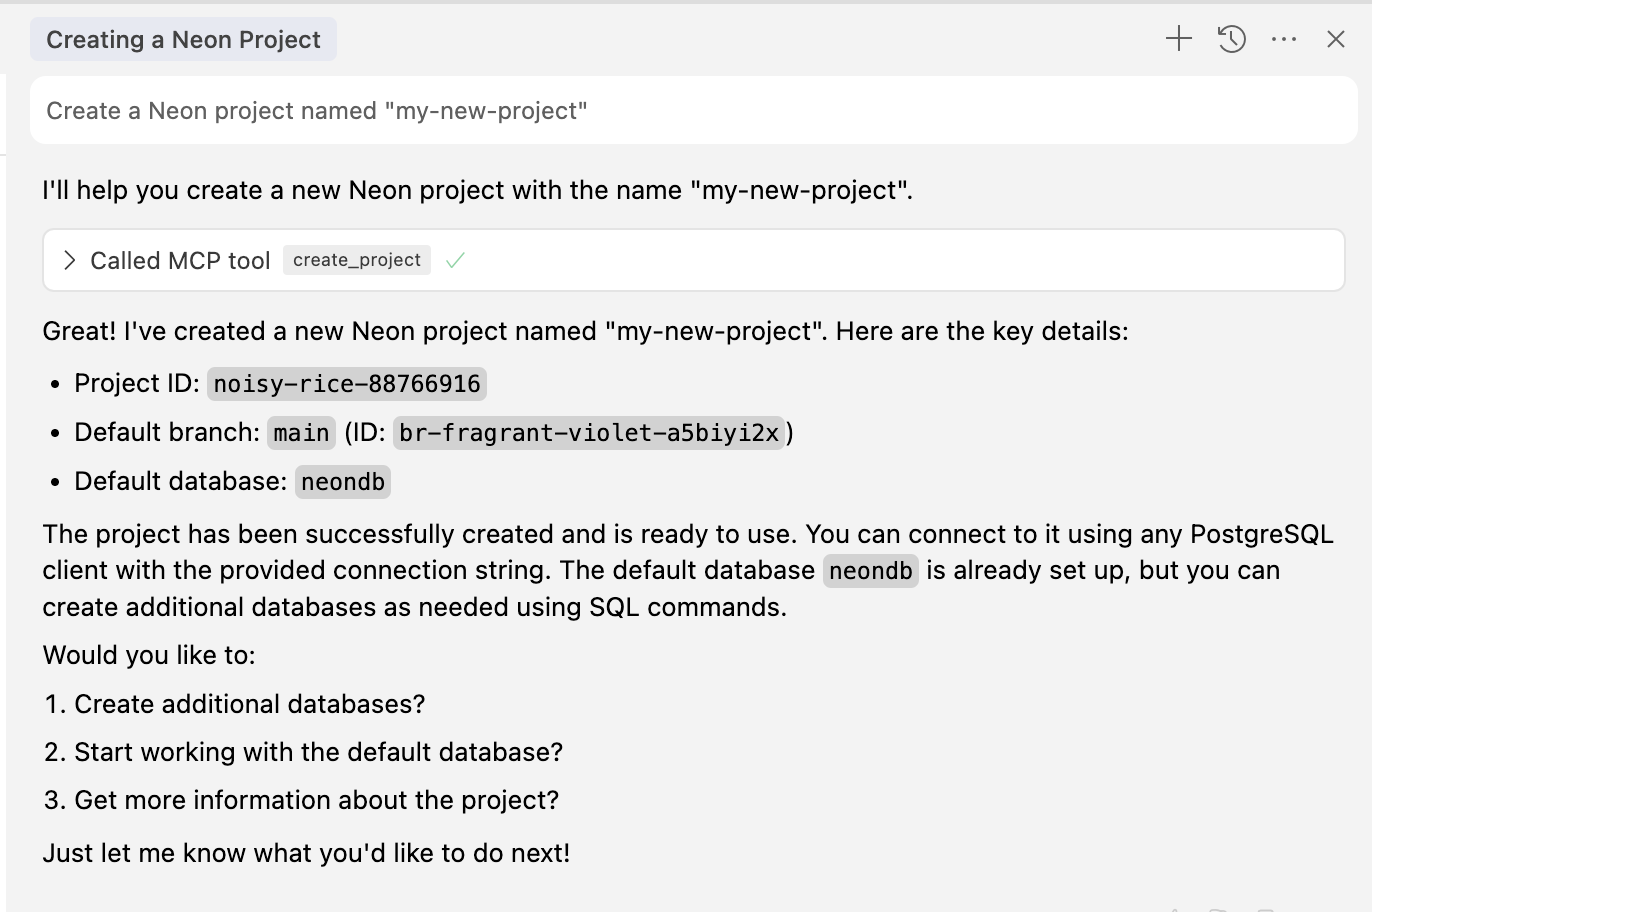 Creating a Neon Project
Create a Neon project named "my-new-project"
I'll help you create a new Neon project with the name "my-new-project".
Called MCP tool create_project
Great! I've created a new Neon project named "my-new-project". Here are the key details:
• Project ID: noisy-rice-88766916
• Default branch: main (ID: br-fragrant-violet-a5biyi2x)
• Default database: neondb
The project has been successfully created and is ready to use. You can connect to it using any PostgreSQL
client with the provided connection string. The default database neondb is already set up, but you can
create additional databases as needed using SQL commands.
Would you like to:
1. Create additional databases?
2. Start working with the default database?
3. Get more information about the project?
Just let me know what you'd like to do next!